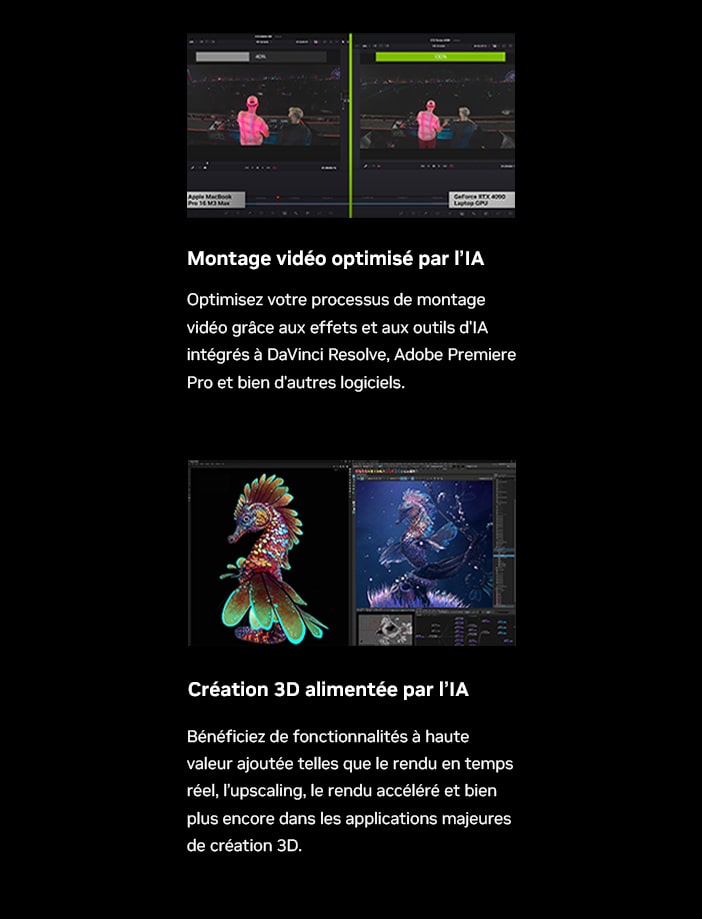 40%
100%
Apple MacBook
Pro 16 M3 Max
GeForce RTX 4090
Laptop GPU
Montage vidéo optimisé par l'IA
Optimisez votre processus de montage
vidéo grâce aux effets et aux outils d'IA
intégrés à DaVinci Resolve, Adobe Premiere
Pro et bien d'autres logiciels.
Création 3D alimentée par l'IA
Bénéficiez de fonctionnalités à haute
valeur ajoutée telles que le rendu en temps
réel, l'upscaling, le rendu accéléré et bien
plus encore dans les applications majeures
de création 3D.